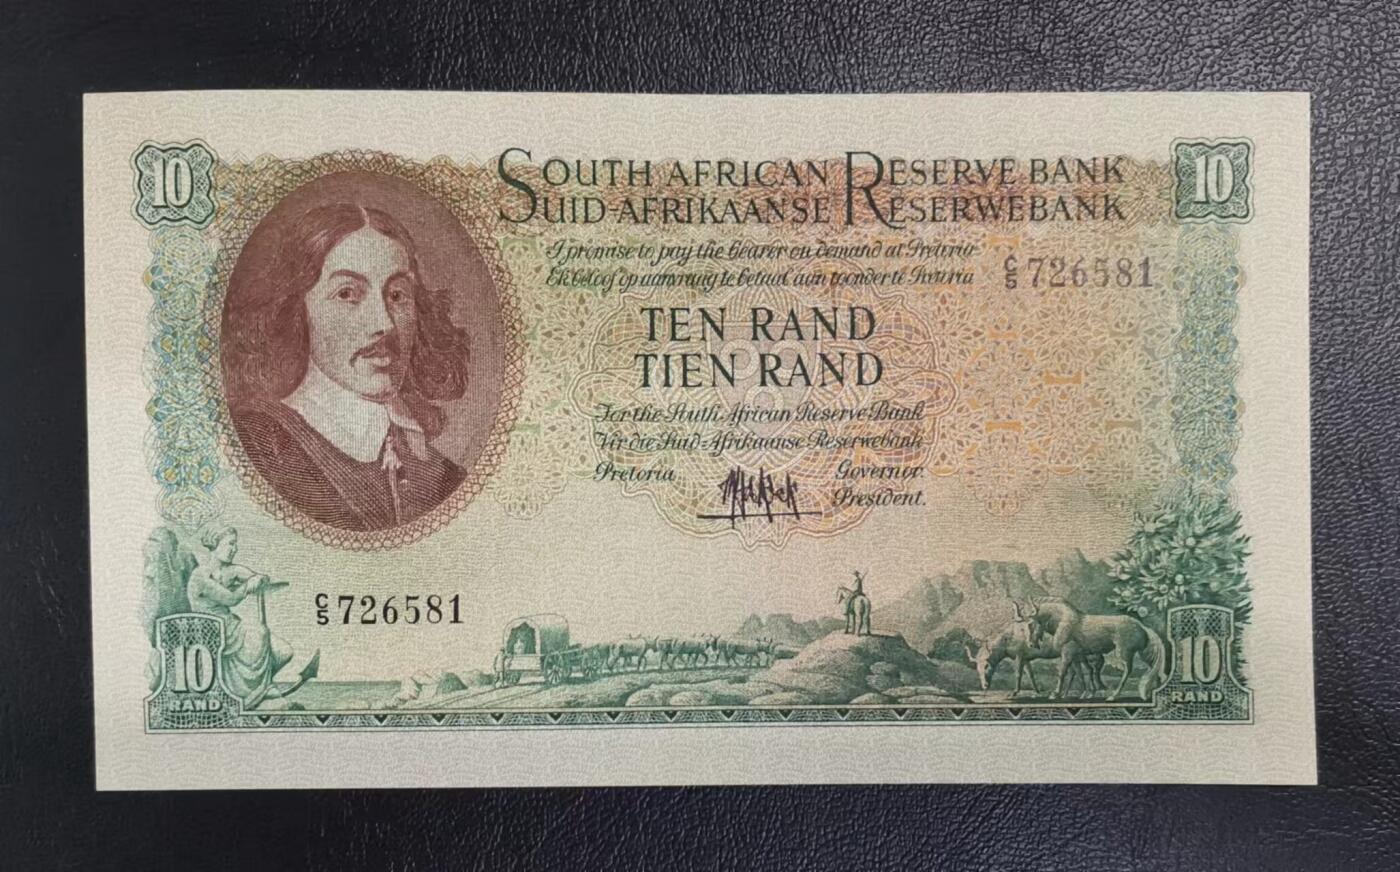 10
SOUTH AFRICAN RESERVE BANK
10
SUID-AFRIKAANSE RESERWEBANK
I promise to pay the bearer on demand at Pretoria
Ek beloof op aanvraag te betaal aan toonder te Pretoria
C/5 726581
TEN RAND
TIEN RAND
For the South African Reserve Bank
Vir die Suid-Afrikaanse Reserwebank
Pretoria
Governor.
President.
C/5 726581
10
RAND
10
RAND